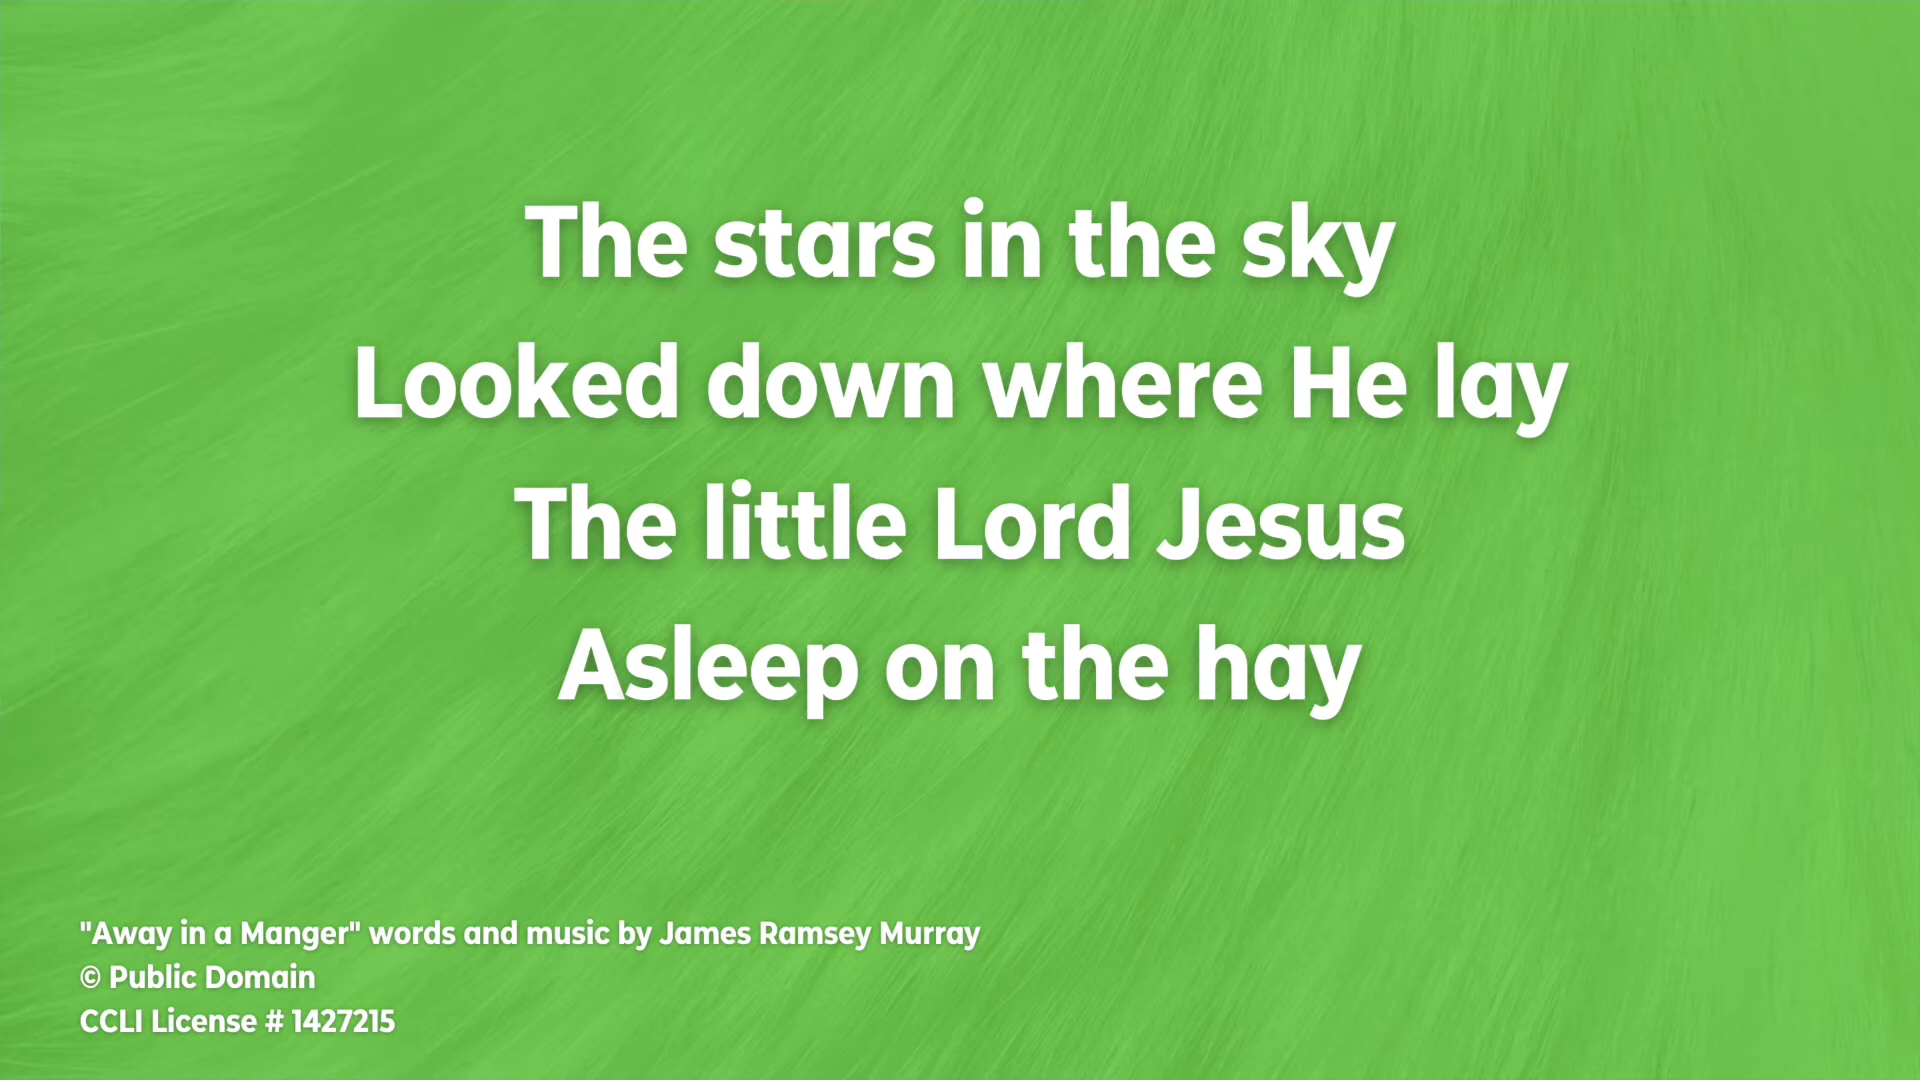 The stars in the sky
Looked down where He lay
The little Lord Jesus
Asleep on the hay
"Away in a Manger" words and music by James Ramsey Murray
© Public Domain
CCLI License # 1427215